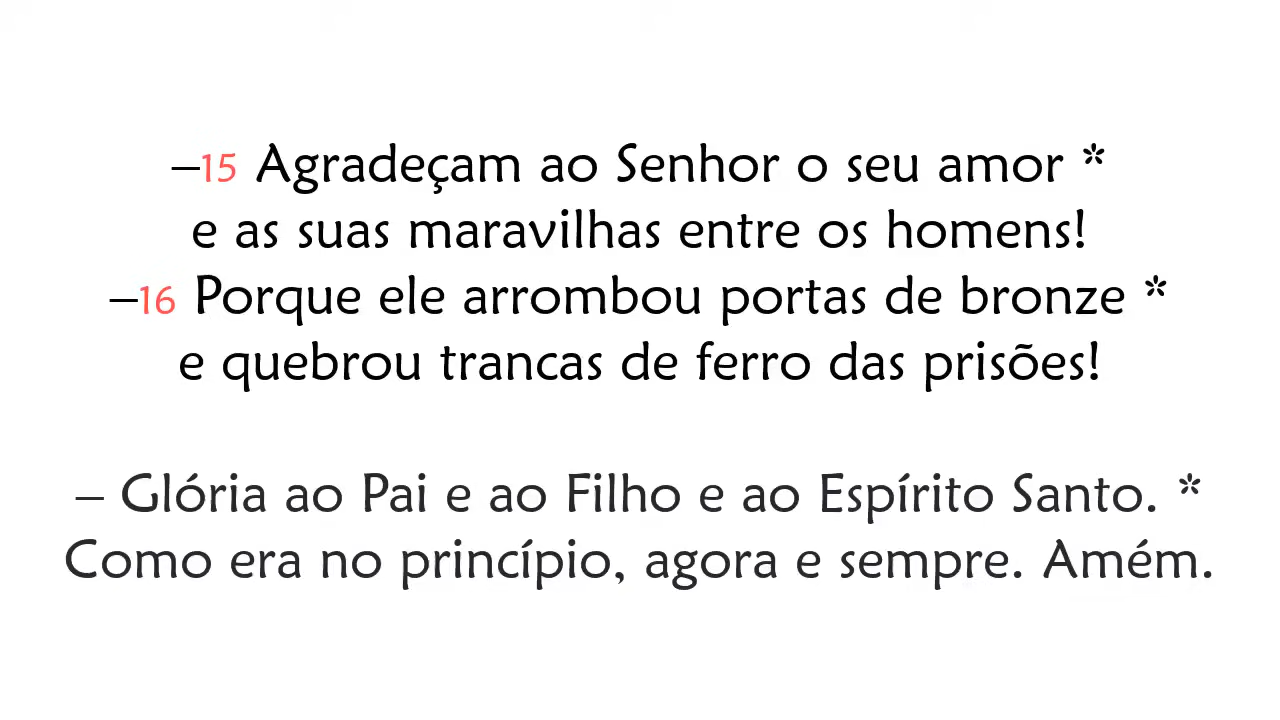 –15 Agradeçam ao Senhor o seu amor *
e as suas maravilhas entre os homens!
–16 Porque ele arrombou portas de bronze *
e quebrou trancas de ferro das prisões!
– Glória ao Pai e ao Filho e ao Espírito Santo. *
Como era no princípio, agora e sempre. Amém.